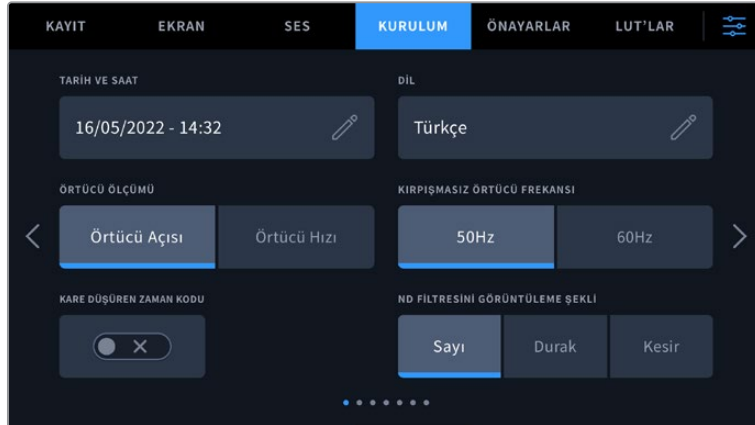 KAYIT EKRAN SES KURULUM ÖNAYARLAR LUT’LAR
TARİH VE SAAT DİL
16/05/2022 - 14:32 Türkçe
ÖRTÜCÜ ÖLÇÜMÜ KIRPIŞMASIZ ÖRTÜCÜ FREKANSI
Örtücü Açısı Örtücü Hızı 50Hz 60Hz
KARE DÜŞÜREN ZAMAN KODU ND FİLTRESİNİ GÖRÜNTÜLEME ŞEKLİ
Sayı Durak Kesir